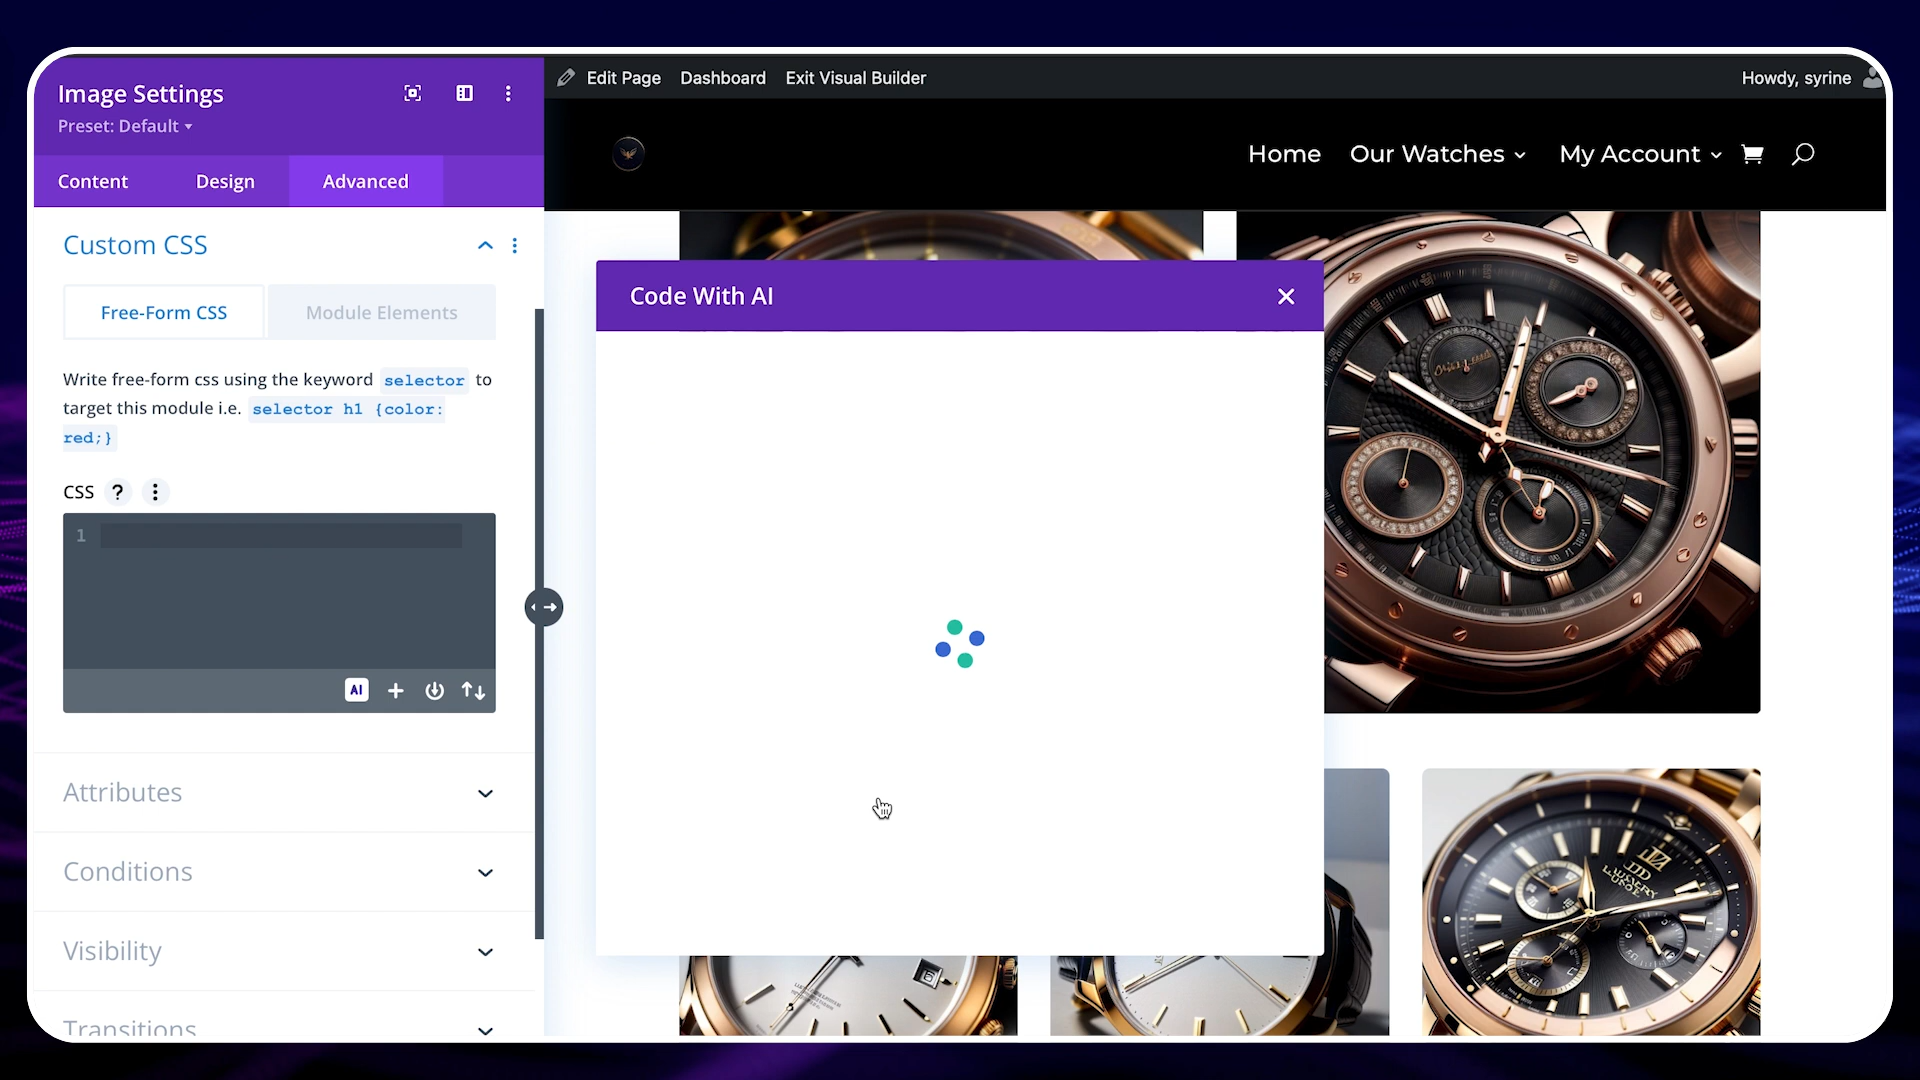 Image Settings
Preset: Default
Content Design Advanced
Custom CSS
Free-Form CSS Module Elements
Write free-form css using the keyword selector to
target this module i.e. selector h1 {color:
red;}
CSS ?
1
AI
Attributes
Conditions
Visibility
Transitions
Edit Page Dashboard Exit Visual Builder Howdy, syrine
Home Our Watches My Account
Code With AI